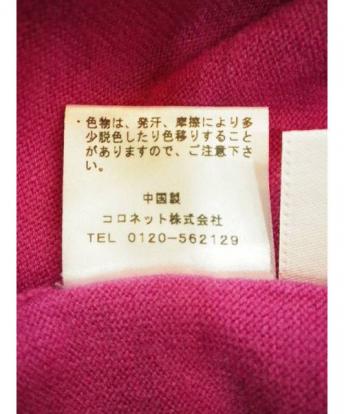 ・色物は、発汗、摩擦により多
少脱色したり色移りすること
がありますので、ご注意下さ
い。
中国製
コロネット株式会社
TEL 0120-562129